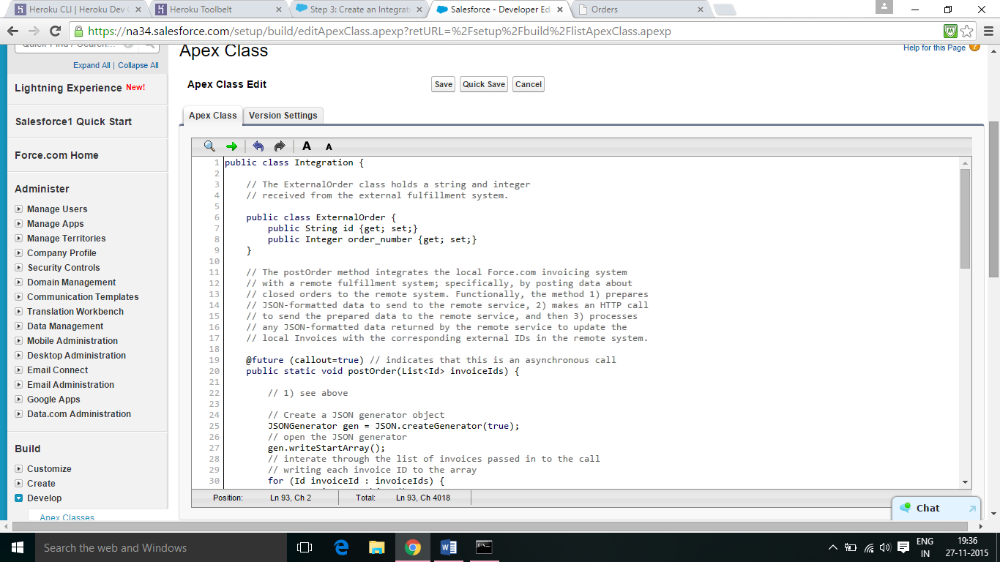 Heroku CLI | Heroku Dev C
Heroku Toolbelt
Step 3: Create an Integrat
Salesforce - Developer Ed
Orders
https://na34.salesforce.com/setup/build/editApexClass.apexp?retURL=%2Fsetup%2Fbuild%2FlistApexClass.apexp
Quick Find / Search...
Expand All | Collapse All
Lightning Experience New!
Salesforce1 Quick Start
Force.com Home
Administer
Manage Users
Manage Apps
Manage Territories
Company Profile
Security Controls
Domain Management
Communication Templates
Translation Workbench
Data Management
Mobile Administration
Desktop Administration
Email Connect
Email Administration
Google Apps
Data.com Administration
Build
Customize
Create
Develop
Apex Classes
Apex Class
Help for this Page ?
Apex Class Edit
Save
Quick Save
Cancel
Apex Class
Version Settings
A A
1 public class Integration {
2
3 // The ExternalOrder class holds a string and integer
4 // received from the external fulfillment system.
5
6 public class ExternalOrder {
7 public String id {get; set;}
8 public Integer order_number {get; set;}
9 }
10
11 // The postOrder method integrates the local Force.com invoicing system
12 // with a remote fulfillment system; specifically, by posting data about
13 // closed orders to the remote system. Functionally, the method 1) prepares
14 // JSON-formatted data to send to the remote service, 2) makes an HTTP call
15 // to send the prepared data to the remote service, and then 3) processes
16 // any JSON-formatted data returned by the remote service to update the
17 // local Invoices with the corresponding external IDs in the remote system.
18
19 @future (callout=true) // indicates that this is an asynchronous call
20 public static void postOrder(List<Id> invoiceIds) {
21
22 // 1) see above
23
24 // Create a JSON generator object
25 JSONGenerator gen = JSON.createGenerator(true);
26 // open the JSON generator
27 gen.writeStartArray();
28 // interate through the list of invoices passed in to the call
29 // writing each invoice ID to the array
30 for (Id invoiceId : invoiceIds) {
Position: Ln 93, Ch 2 Total: Ln 93, Ch 4018
Chat
Search the web and Windows
ENG
IN
19:36
27-11-2015